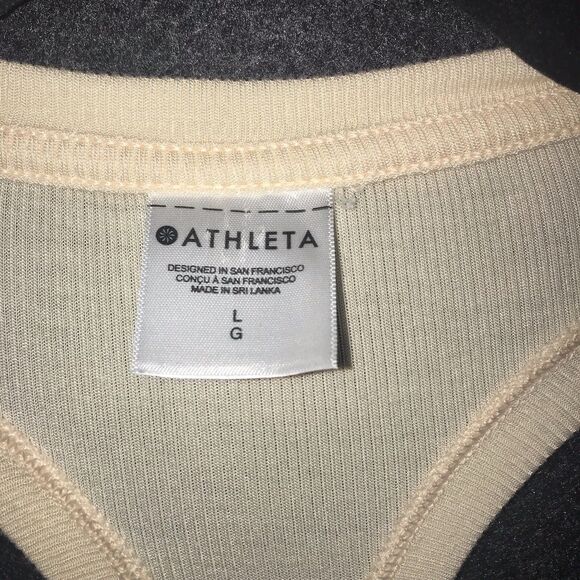 ATHLETA
DESIGNED IN SAN FRANCISCO
CONÇU À SAN FRANCISCO
MADE IN SRI LANKA
L
G